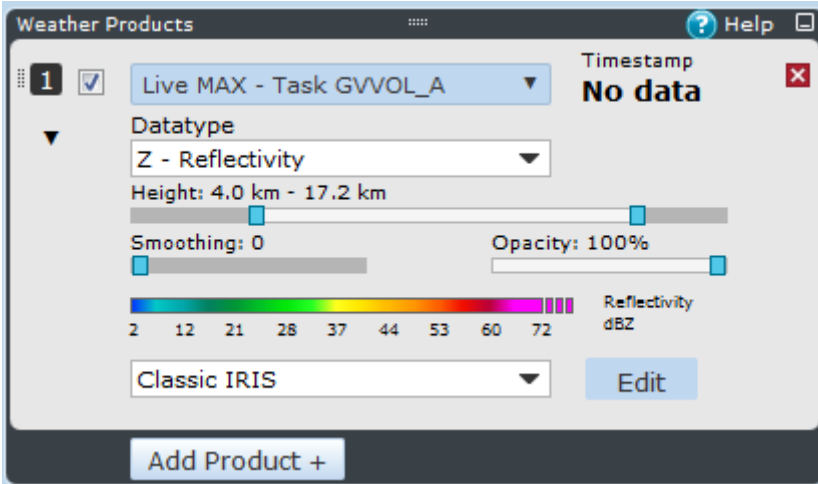 Weather Products ? Help
1 Live MAX - Task GVVOL_A Timestamp
No data
Datatype
Z - Reflectivity
Height: 4.0 km - 17.2 km
Smoothing: 0 Opacity: 100%
Reflectivity
dBZ
2 12 21 28 37 44 53 60 72
Classic IRIS Edit
Add Product +